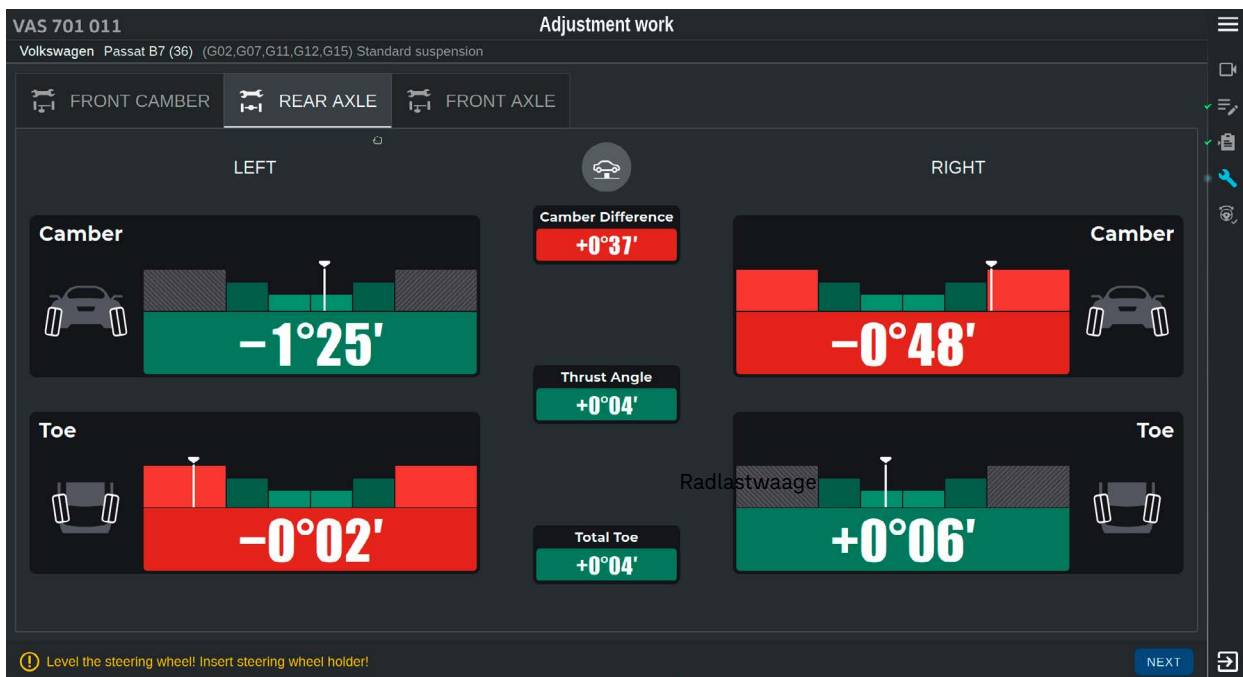 VAS 701 011
Adjustment work
Volkswagen Passat B7 (36) (G02,G07,G11,G12,G15) Standard suspension
FRONT CAMBER
REAR AXLE
FRONT AXLE
LEFT
RIGHT
Camber
−1°25'
Camber Difference
+0°37'
Camber
−0°48'
Thrust Angle
+0°04'
Toe
−0°02'
Radlastwaage
Total Toe
+0°04'
Toe
+0°06'
Level the steering wheel! Insert steering wheel holder!
NEXT